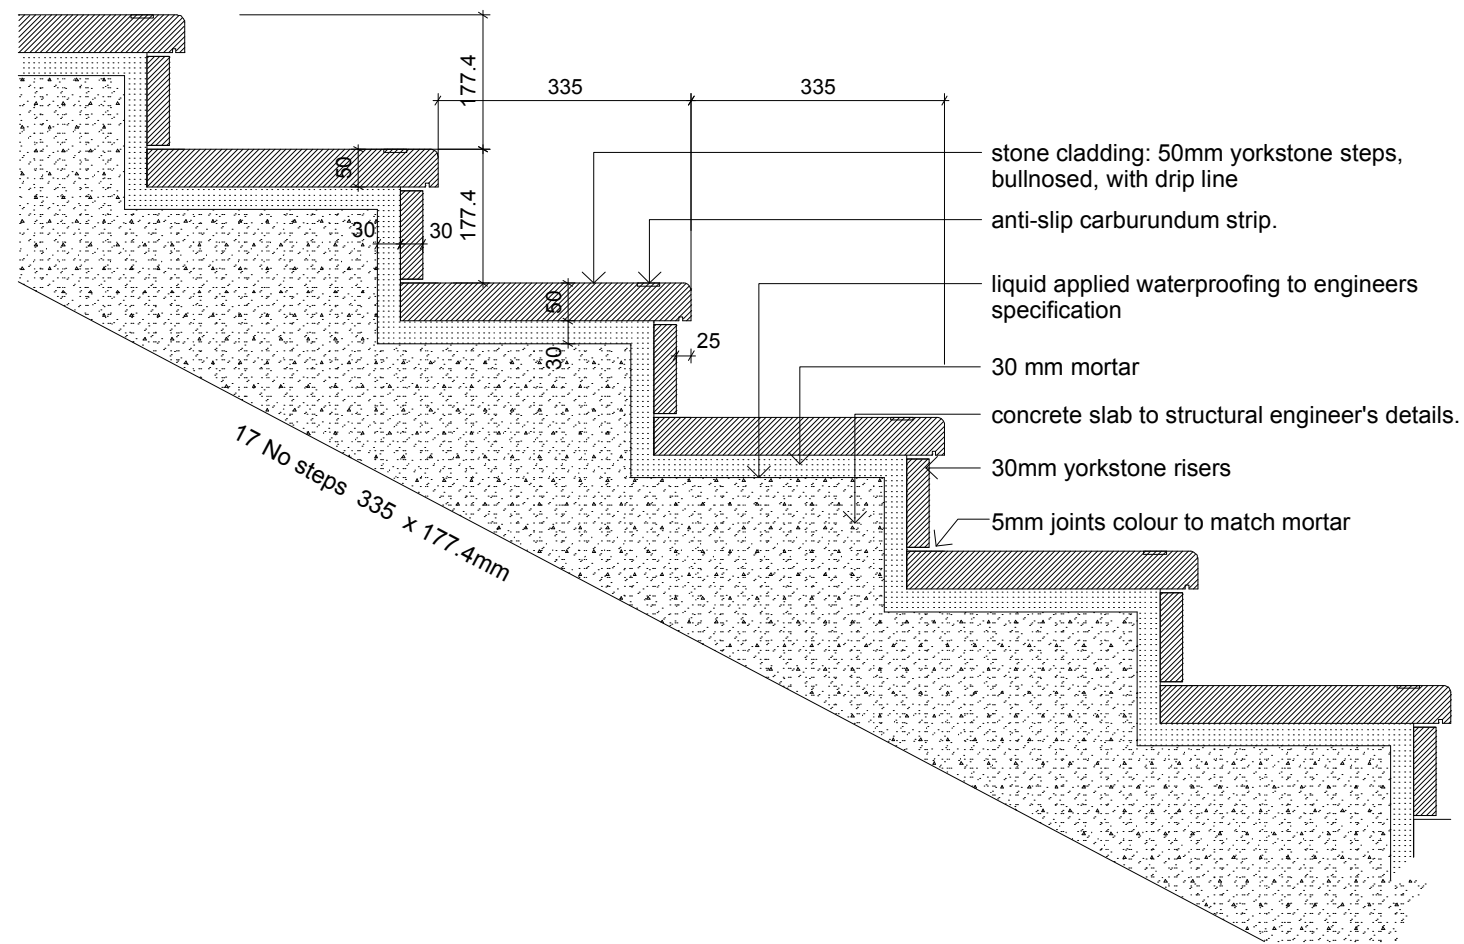 177.4
335
335
stone cladding: 50mm yorkstone steps,
bullnosed, with drip line
50
177.4
anti-slip carburundum strip.
30
30
liquid applied waterproofing to engineers
specification
50
30
25
30 mm mortar
concrete slab to structural engineer's details.
17 No steps 335 x 177.4mm
30mm yorkstone risers
5mm joints colour to match mortar